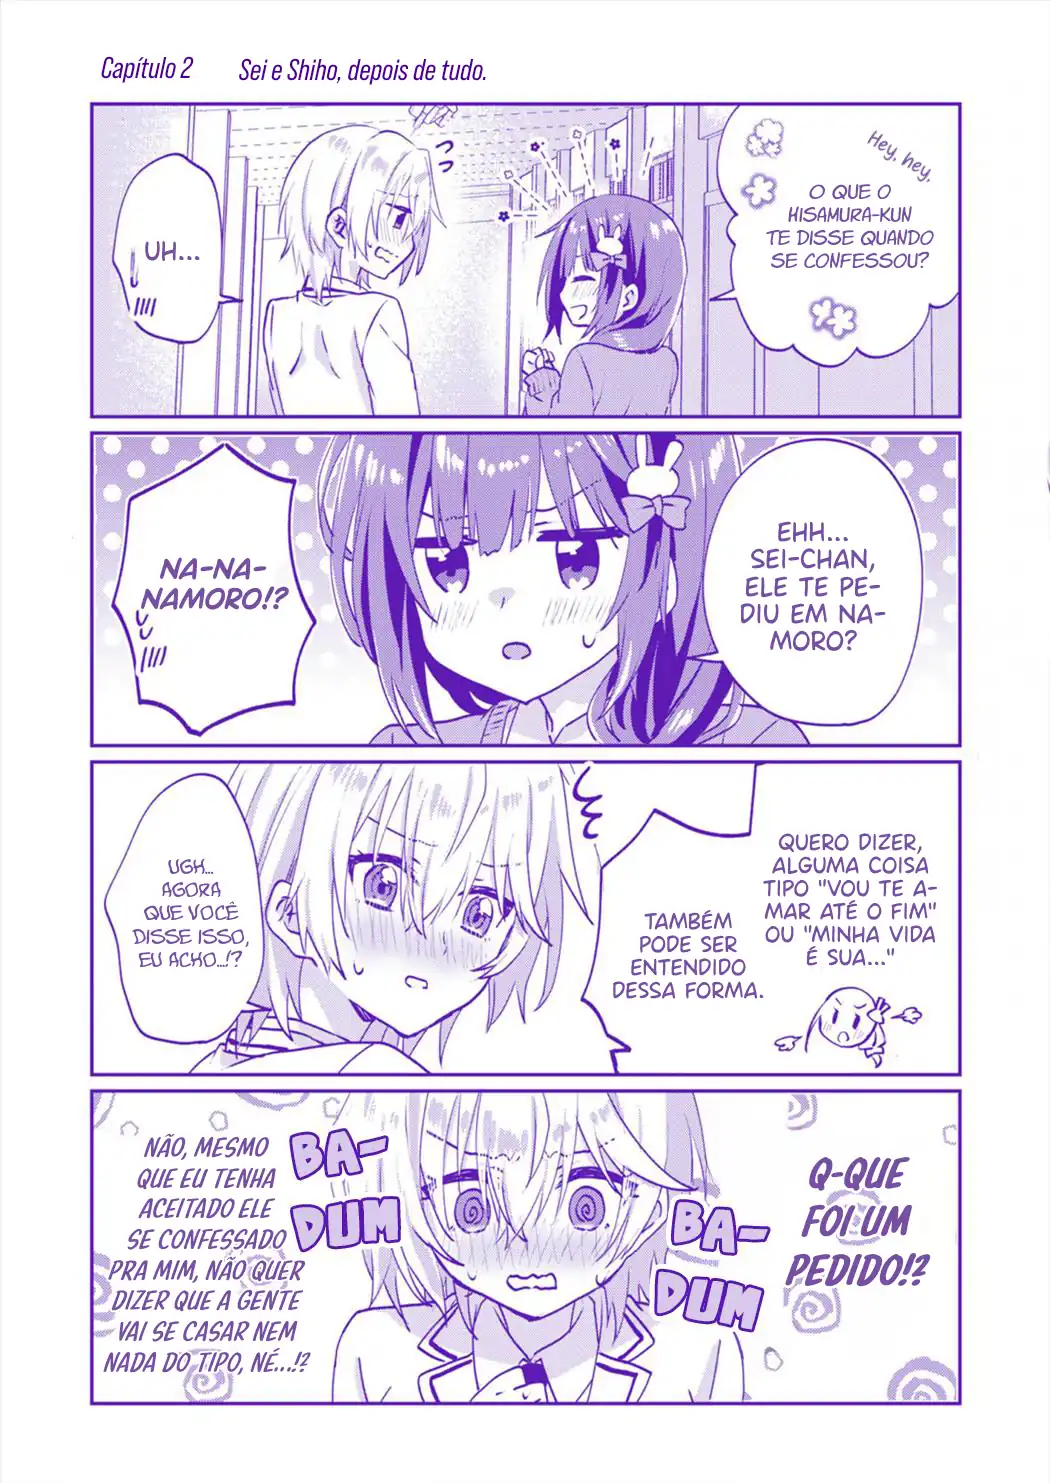 Capítulo 2 Sei e Shiho, depois de tudo.
Hey, hey,
O QUE O
HISAMURA-KUN
TE DISSE QUANDO
SE CONFESSOU?
UH...
EHH...
SEI-CHAN,
ELE TE PE-
DIU EM NA-
MORO?
NA-NA-
NAMORO!?
QUERO DIZER,
ALGUMA COISA
TIPO "VOU TE A-
MAR ATÉ O FIM"
OU "MINHA VIDA
É SUA..."
TAMBÉM
PODE SER
ENTENDIDO
DESSA FORMA.
UGH...
AGORA
QUE VOCÊ
DISSE ISSO,
EU ACHO...!?
Q-QUE
FOI UM
PEDIDO!?
BA-
DUM
BA-
DUM
NÃO, MESMO
QUE EU TENHA
ACEITADO ELE
SE CONFESSADO
PRA MIM, NÃO QUER
DIZER QUE A GENTE
VAI SE CASAR NEM
NADA DO TIPO, NÉ...!?